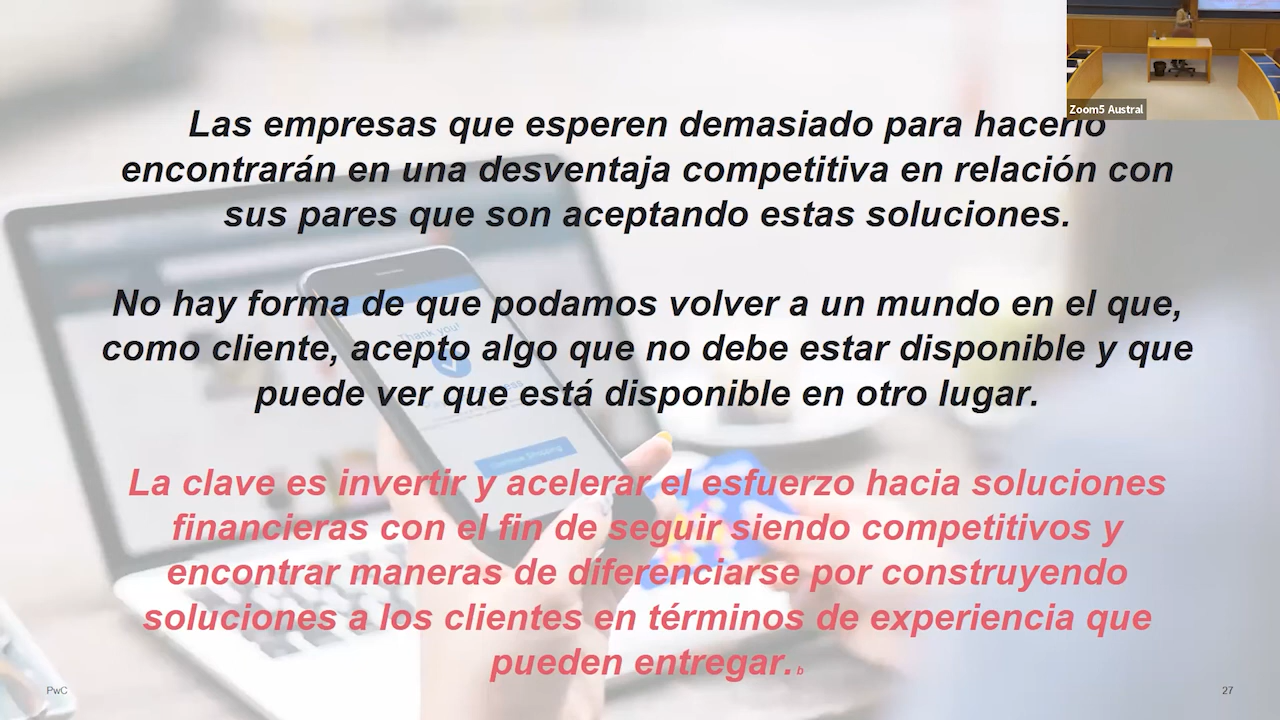 Zoom5 Austral
Las empresas que esperen demasiado para hacerlo
encontrarán en una desventaja competitiva en relación con
sus pares que son aceptando estas soluciones.
No hay forma de que podamos volver a un mundo en el que,
como cliente, acepto algo que no debe estar disponible y que
puede ver que está disponible en otro lugar.
La clave es invertir y acelerar el esfuerzo hacia soluciones
financieras con el fin de seguir siendo competitivos y
encontrar maneras de diferenciarse por construyendo
soluciones a los clientes en términos de experiencia que
pueden entregar. b
Thank you!
PwC
27